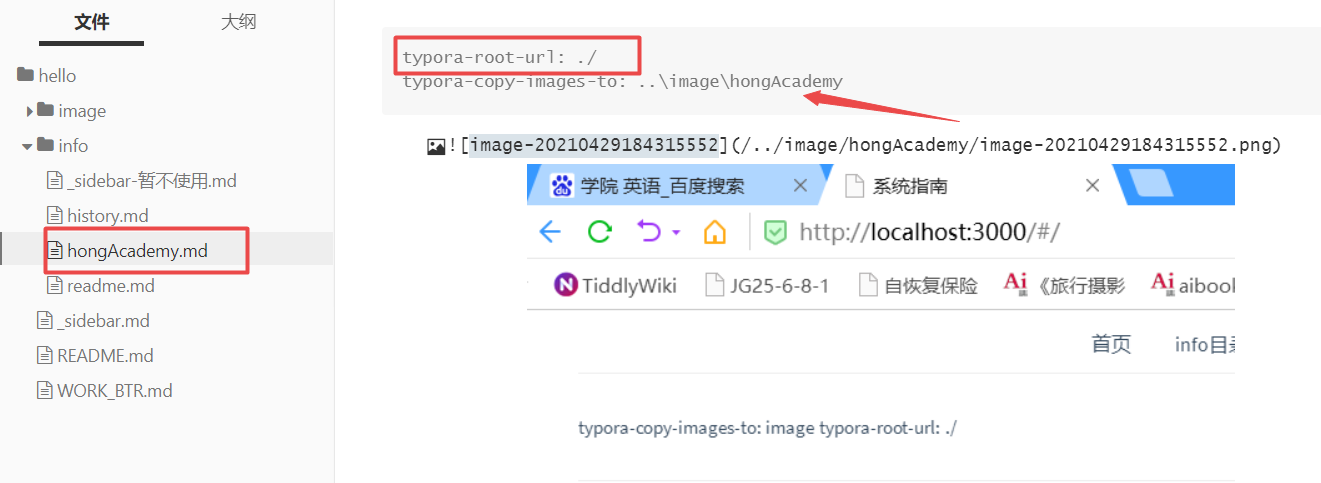 文件 大纲
hello
image
info
_sidebar-暂不使用.md
history.md
hongAcademy.md
readme.md
_sidebar.md
README.md
WORK_BTR.md
typora-root-url: ./
typora-copy-images-to: ..\image\hongAcademy
![image-20210429184315552](/../image/hongAcademy/image-20210429184315552.png)
学院 英语_百度搜索 系统指南
http://localhost:3000/#/
TiddlyWiki JG25-6-8-1 自恢复保险 《旅行摄影 aibook
首页 info目录
typora-copy-images-to: image typora-root-url: ./